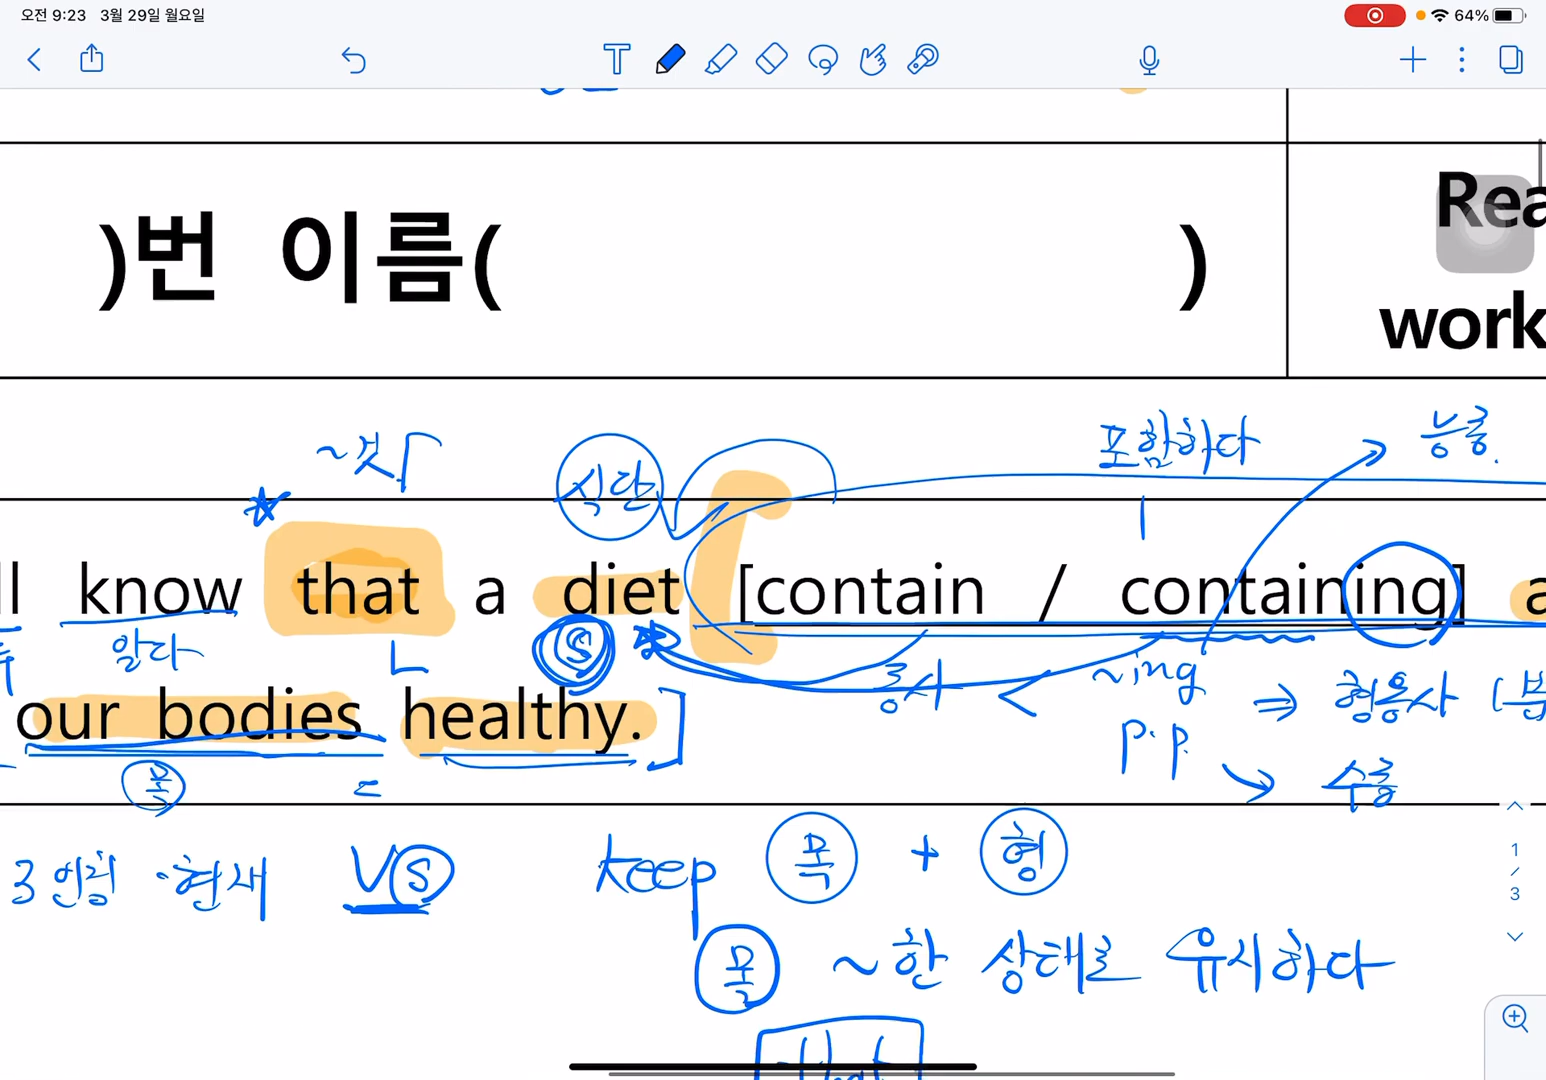 오전 9:23 3월 29일 월요일
64%
)번 이름( )
Rea
work
~것
식단
포함하다
능동.
ll know that a diet [contain / containing] a
알다
L
S
동사
~ing
⇒ 형용사
our bodies healthy.]
p.p.
수동
목
=
3인칭 ·현재 V S
keep 목 + 형
목 ~한 상태로 유지하다
1
/
3